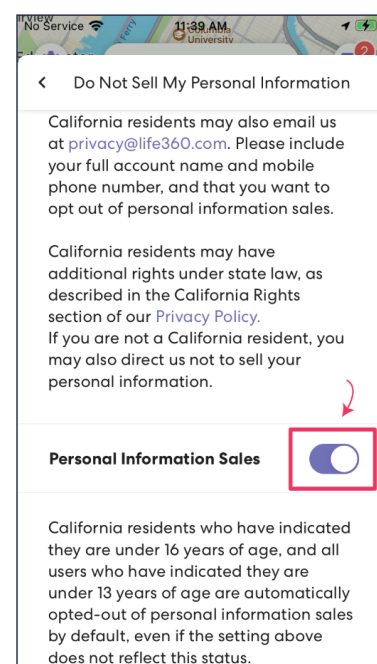 No Service
11:39 AM
Ferry
University
2
Do Not Sell My Personal Information
California residents may also email us
at privacy@life360.com. Please include
your full account name and mobile
phone number, and that you want to
opt out of personal information sales.
California residents may have
additional rights under state law, as
described in the California Rights
section of our Privacy Policy.
If you are not a California resident, you
may also direct us not to sell your
personal information.
Personal Information Sales
California residents who have indicated
they are under 16 years of age, and all
users who have indicated they are
under 13 years of age are automatically
opted-out of personal information sales
by default, even if the setting above
does not reflect this status.